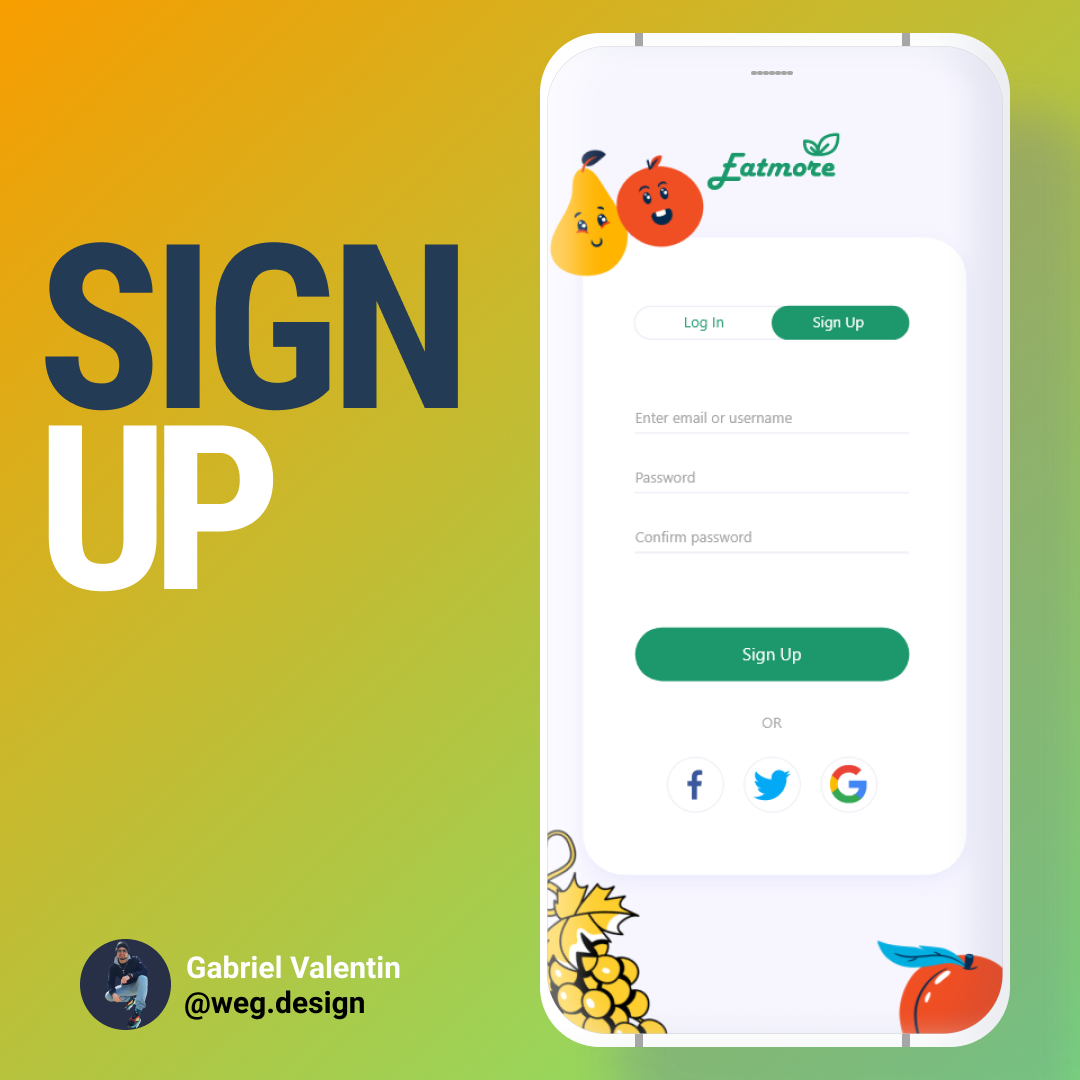 SIGN
UP
Eatmore
Log In
Sign Up
Enter email or username
Password
Confirm password
Sign Up
OR
Gabriel Valentin
@weg.design